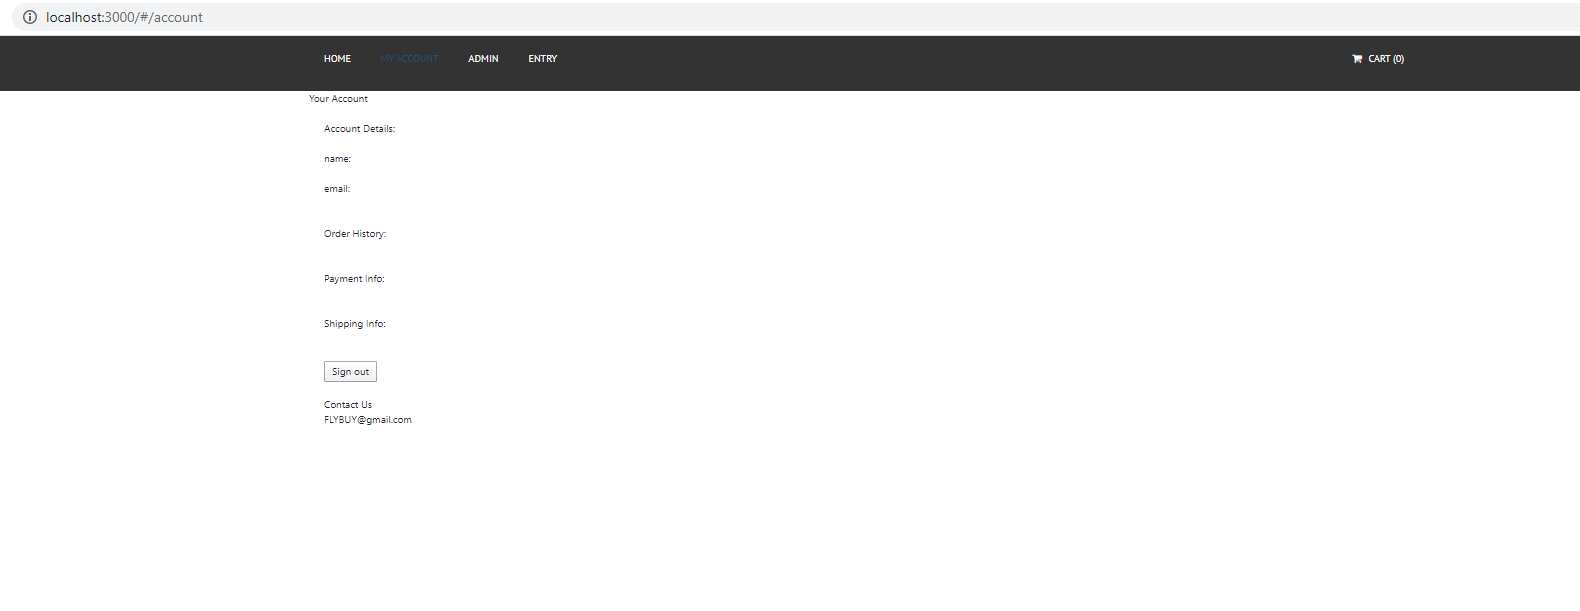 localhost:3000/#/account
HOME MY ACCOUNT ADMIN ENTRY CART (0)
Your Account
Account Details:
name:
email:
Order History:
Payment Info:
Shipping Info:
Sign out
Contact Us
FLYBUY@gmail.com